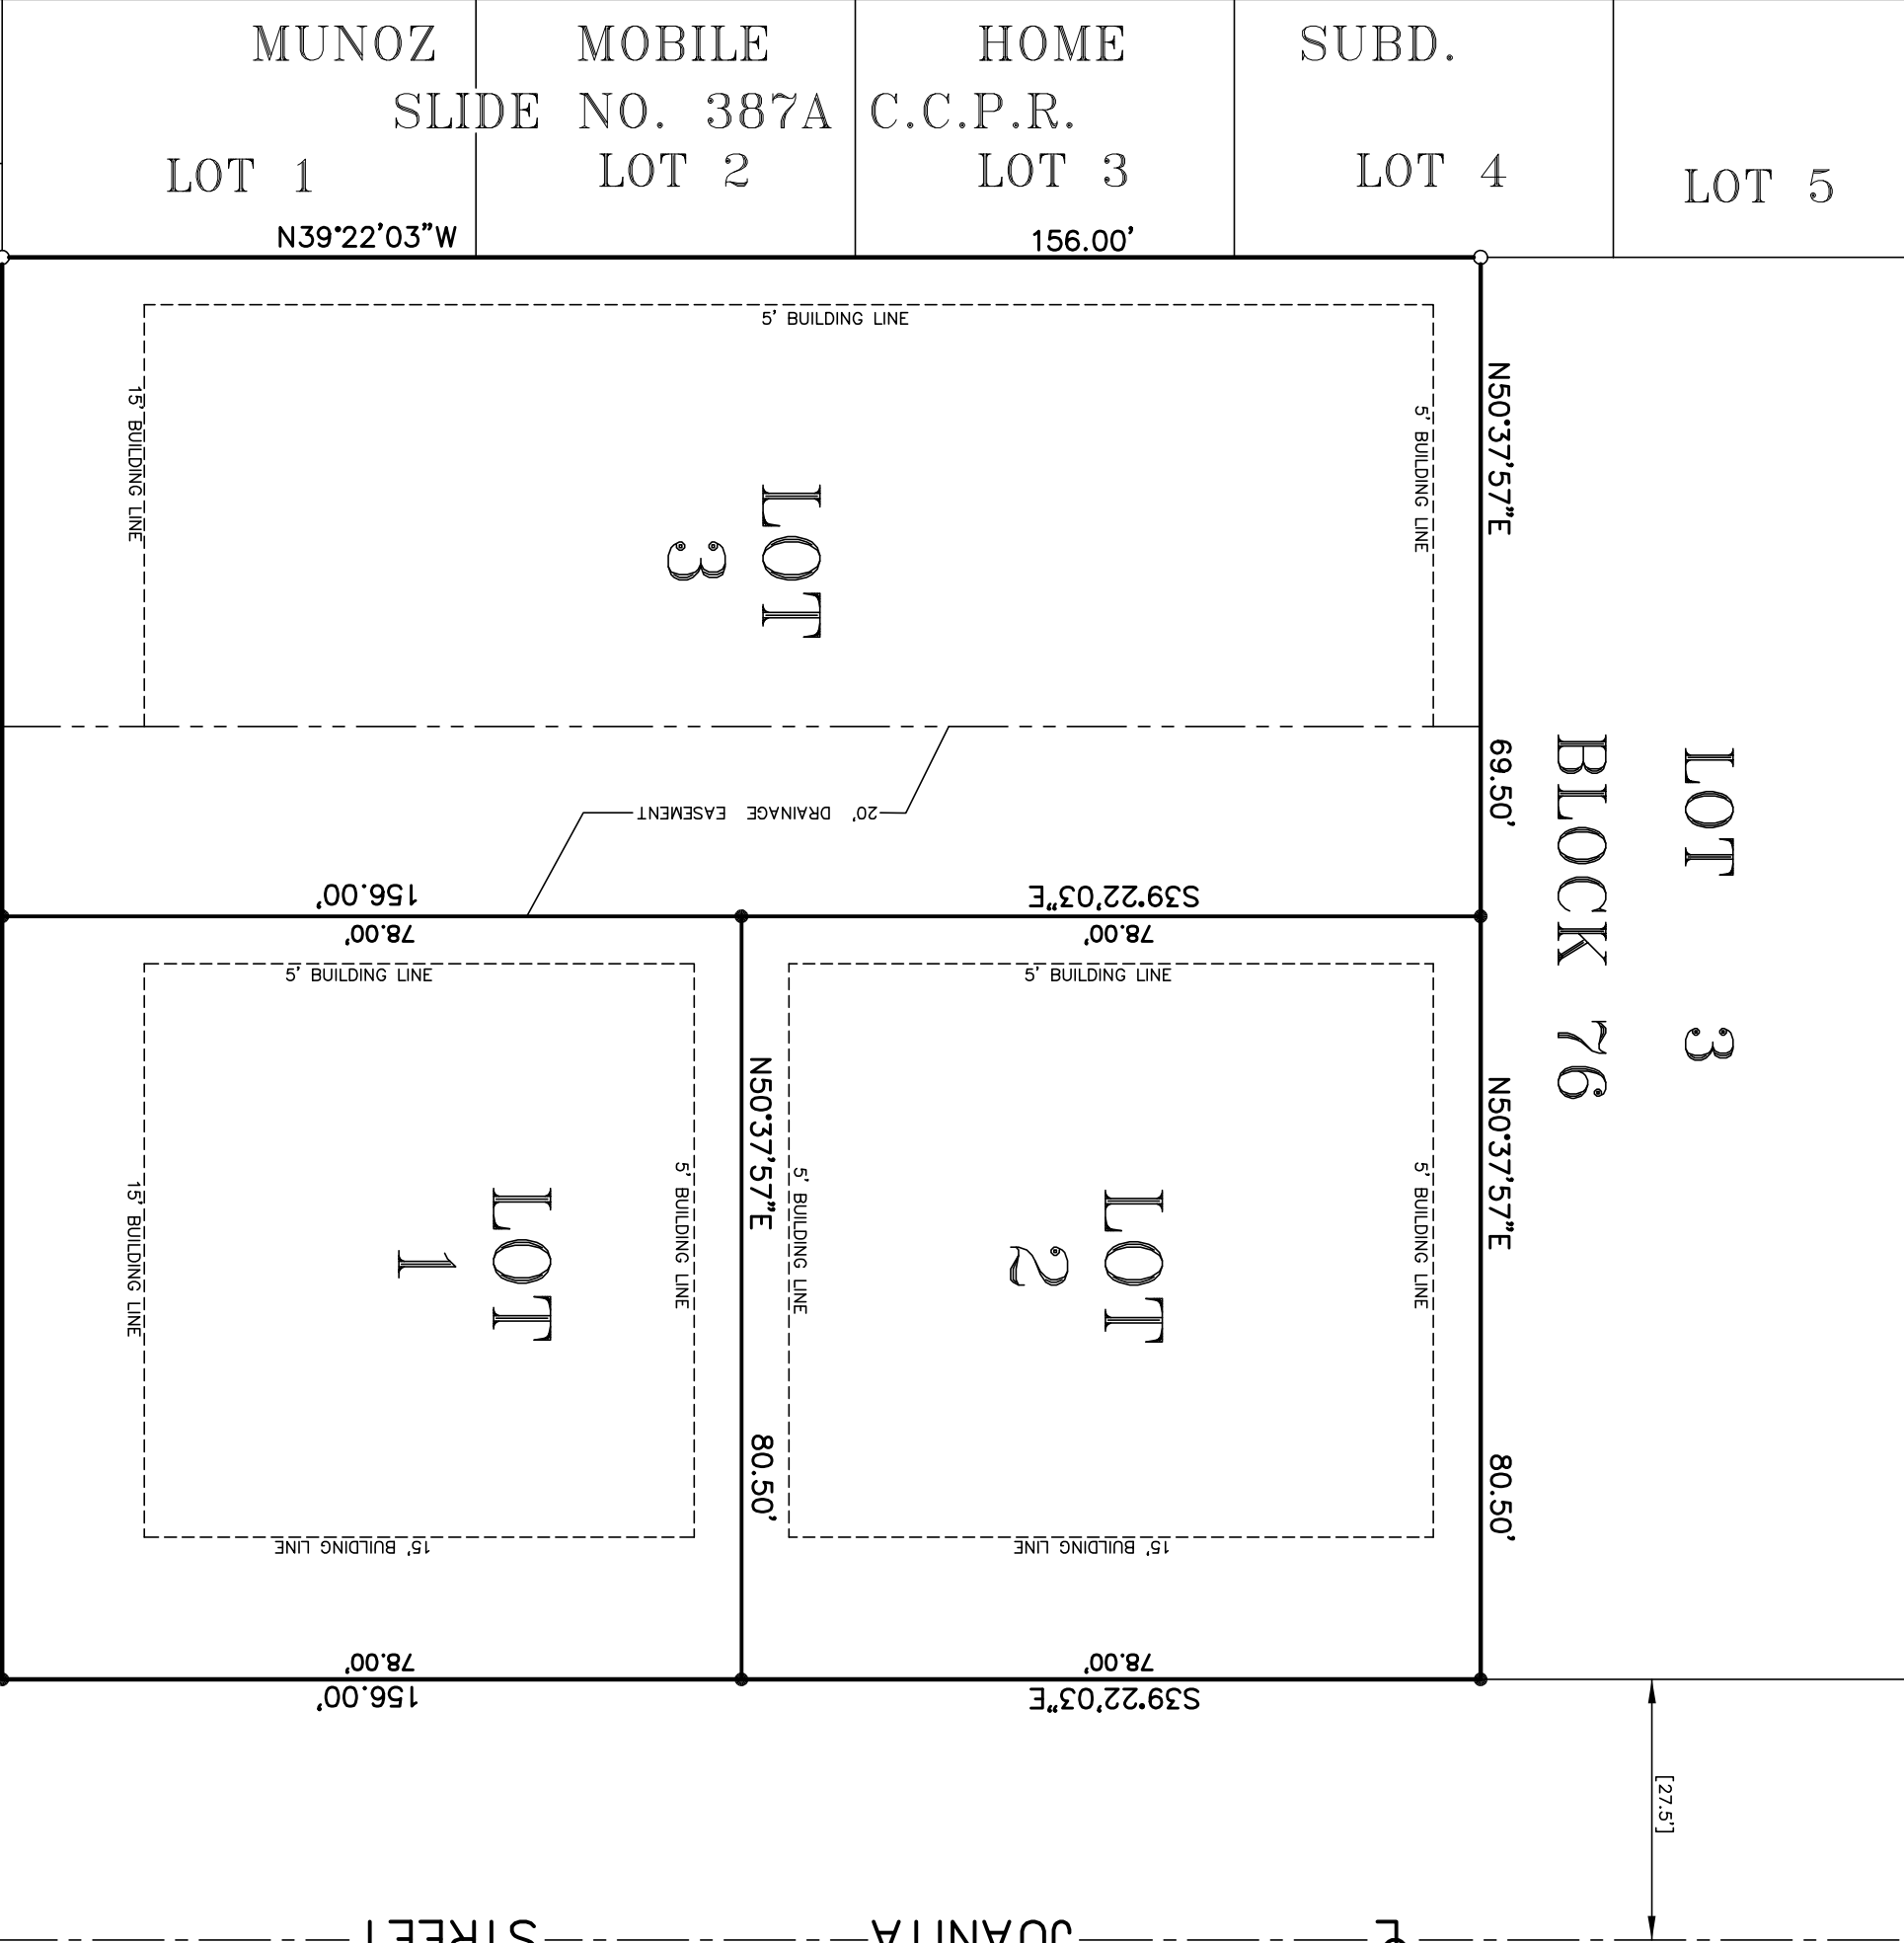 MUNOZ MOBILE HOME SUBD.
SLIDE NO. 387A C.C.P.R.
LOT 1 LOT 2 LOT 3 LOT 4 LOT 5
N39°22'03"W 156.00'
5' BUILDING LINE
15' BUILDING LINE
5' BUILDING LINE
N50°37'57"E
69.50'
LOT
3
LOT 3
BLOCK 76
20' DRAINAGE EASEMENT
S39°22'03"E 156.00'
78.00'
78.00'
5' BUILDING LINE
5' BUILDING LINE
N50°37'57"E
80.50'
N50°37'57"E
80.50'
15' BUILDING LINE
5' BUILDING LINE
5' BUILDING LINE
5' BUILDING LINE
LOT
1
LOT
2
15' BUILDING LINE
15' BUILDING LINE
78.00'
78.00'
S39°22'03"E 156.00'
[27.5']
JUANITA STREET